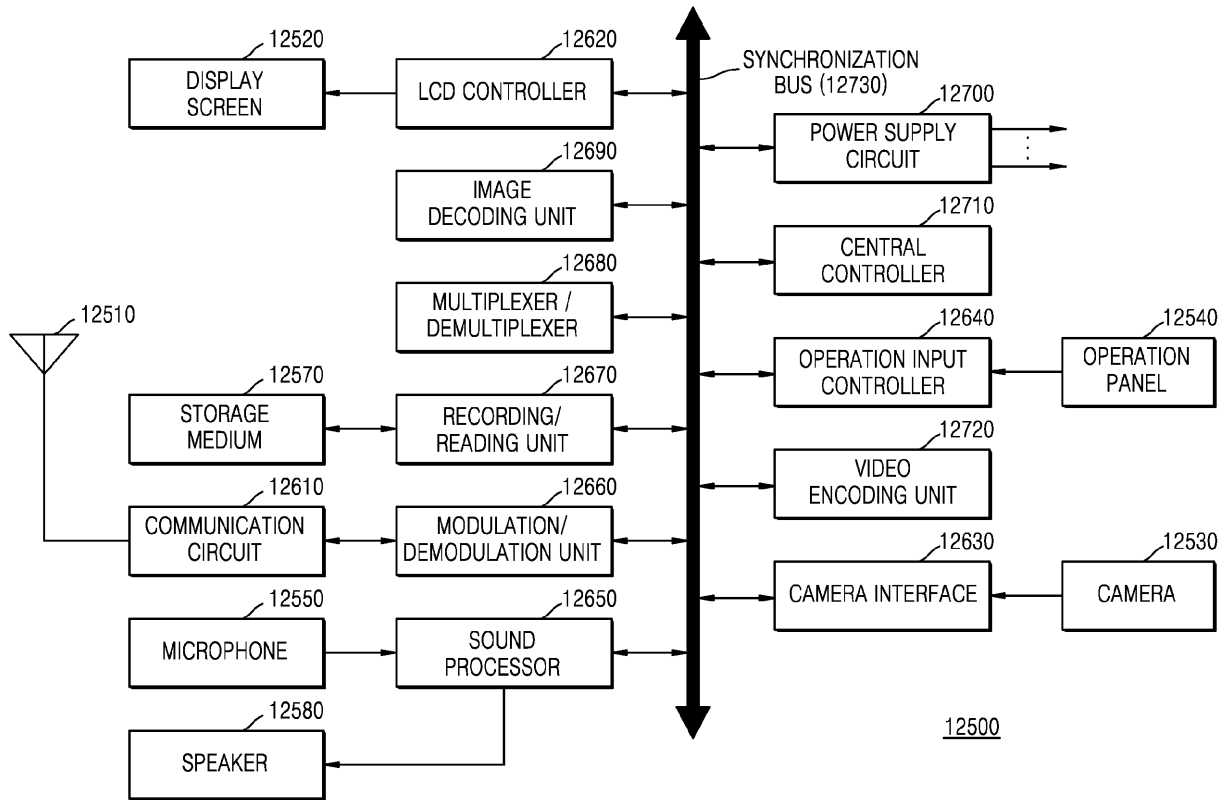 12520
DISPLAY
SCREEN
12620
LCD CONTROLLER
SYNCHRONIZATION
BUS (12730)
12700
POWER SUPPLY
CIRCUIT
12690
IMAGE
DECODING UNIT
12710
CENTRAL
CONTROLLER
12680
MULTIPLEXER /
DEMULTIPLEXER
12510
12640
OPERATION INPUT
CONTROLLER
12540
OPERATION
PANEL
12570
STORAGE
MEDIUM
12670
RECORDING/
READING UNIT
12720
VIDEO
ENCODING UNIT
12610
COMMUNICATION
CIRCUIT
12660
MODULATION/
DEMODULATION UNIT
12630
CAMERA INTERFACE
12530
CAMERA
12550
MICROPHONE
12650
SOUND
PROCESSOR
12580
SPEAKER
12500